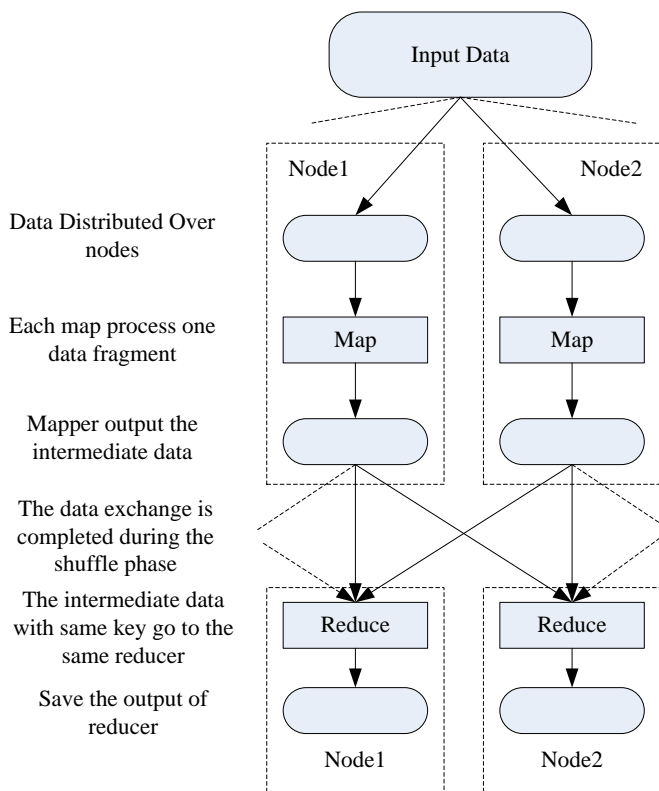 Input Data
Node1
Node2
Data Distributed Over
nodes
Each map process one
data fragment
Map
Map
Mapper output the
intermediate data
The data exchange is
completed during the
shuffle phase
The intermediate data
with same key go to the
same reducer
Reduce
Reduce
Save the output of
reducer
Node1
Node2